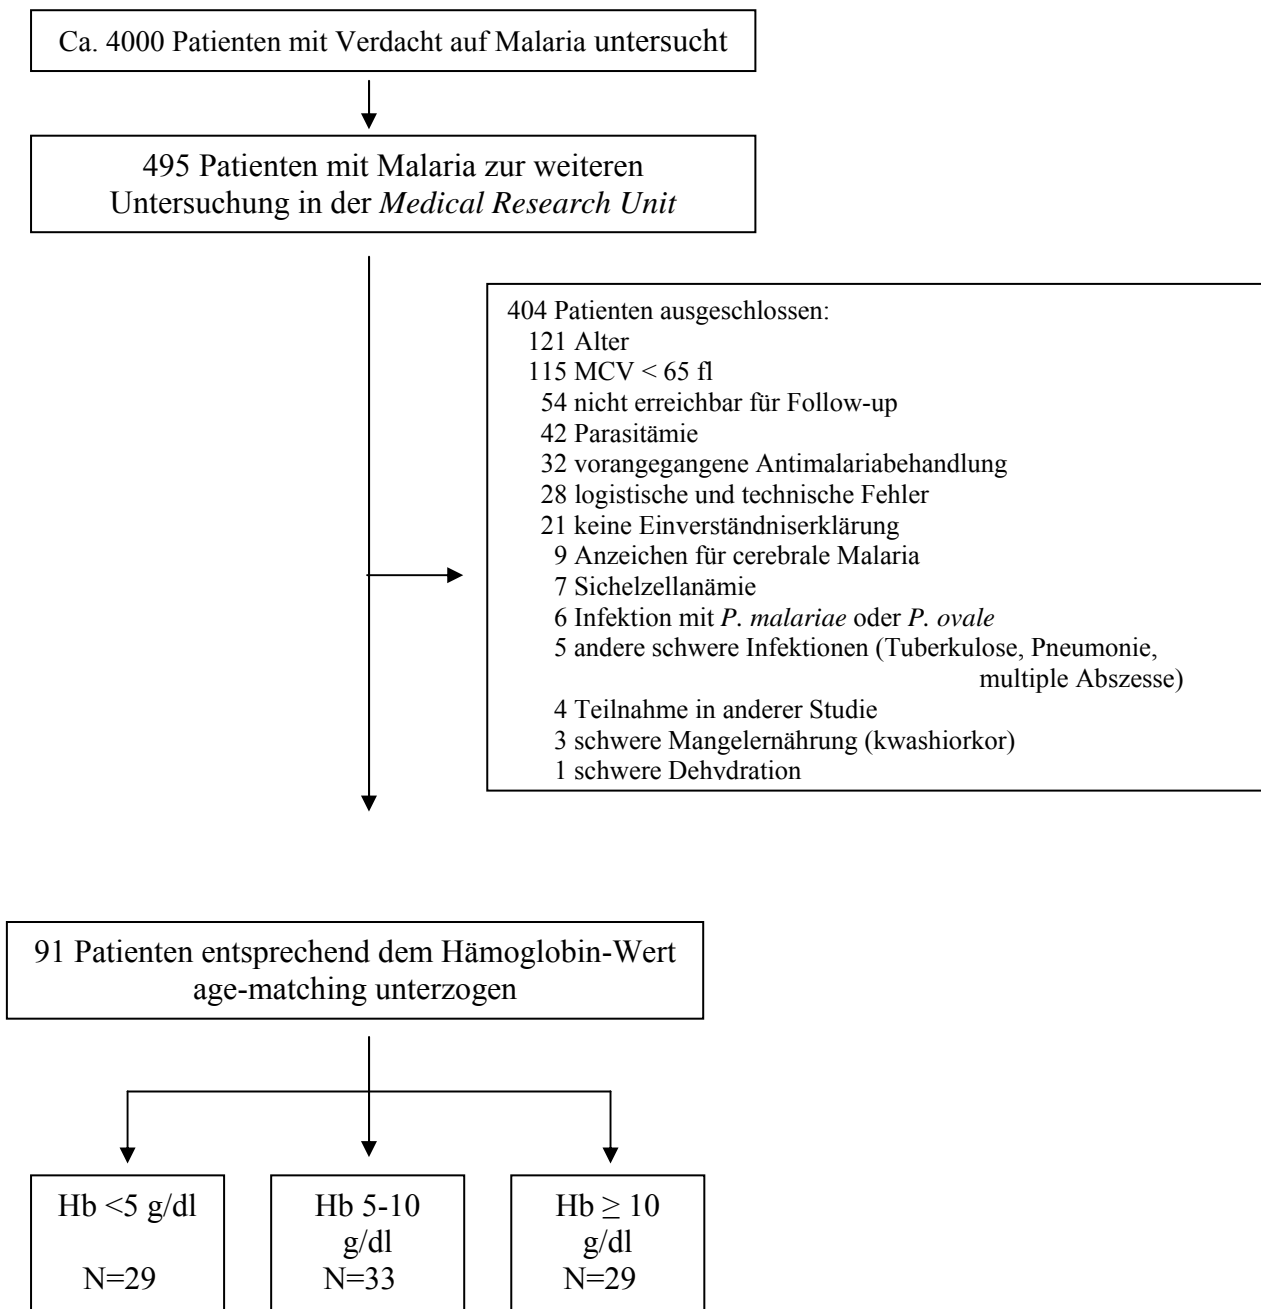 Ca. 4000 Patienten mit Verdacht auf Malaria untersucht
495 Patienten mit Malaria zur weiteren
Untersuchung in der Medical Research Unit
404 Patienten ausgeschlossen:
121 Alter
115 MCV < 65 fl
54 nicht erreichbar für Follow-up
42 Parasitämie
32 vorangegangene Antimalariabehandlung
28 logistische und technische Fehler
21 keine Einverständniserklärung
9 Anzeichen für cerebrale Malaria
7 Sichelzellanämie
6 Infektion mit P. malariae oder P. ovale
5 andere schwere Infektionen (Tuberkulose, Pneumonie,
multiple Abszesse)
4 Teilnahme in anderer Studie
3 schwere Mangelernährung (kwashiorkor)
1 schwere Dehydration
91 Patienten entsprechend dem Hämoglobin-Wert
age-matching unterzogen
Hb <5 g/dl
N=29
Hb 5-10
g/dl
N=33
Hb ≥ 10
g/dl
N=29